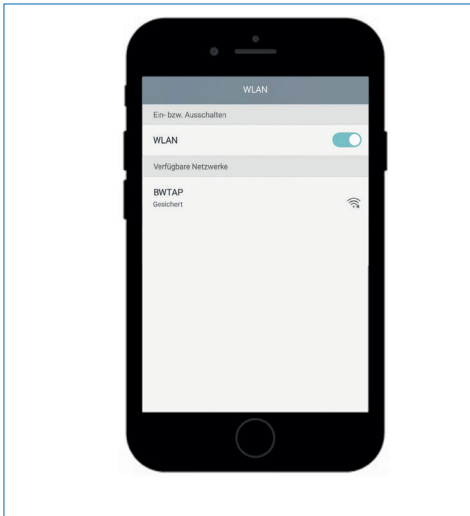 WLAN
Ein- bzw. Ausschalten
WLAN
Verfügbare Netzwerke
BWTAP
Gesichert